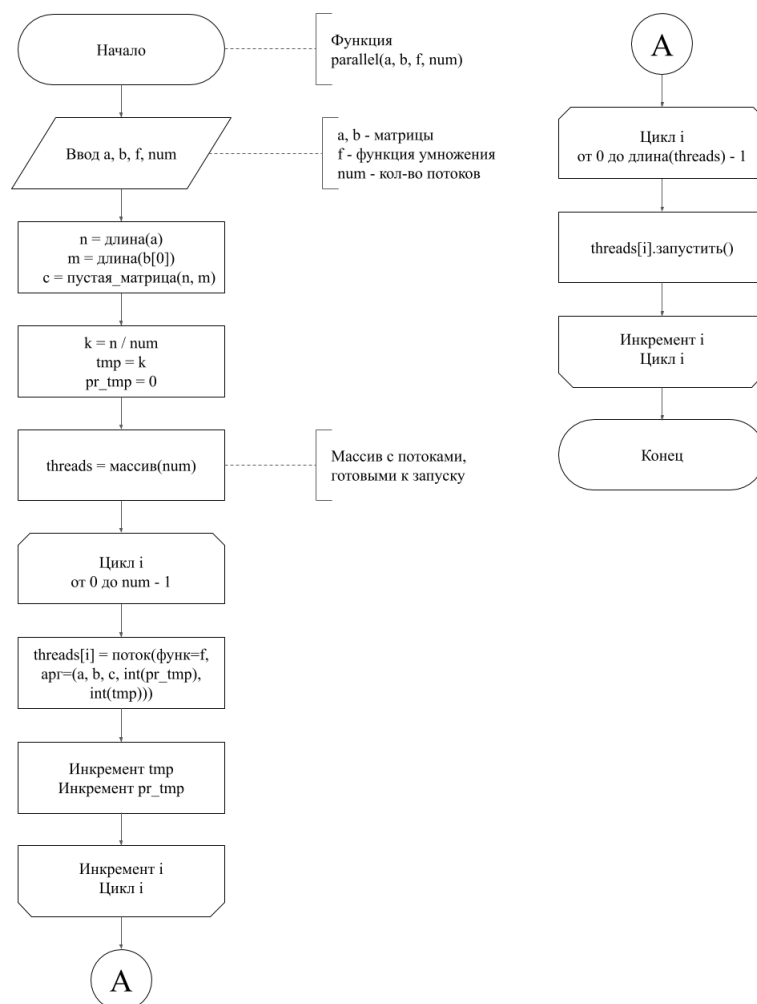 Начало
Функция
parallel(a, b, f, num)
Ввод a, b, f, num
a, b - матрицы
f - функция умножения
num - кол-во потоков
n = длина(a)
m = длина(b[0])
c = пустая_матрица(n, m)
k = n / num
tmp = k
pr_tmp = 0
threads = массив(num)
Массив с потоками,
готовыми к запуску
Цикл i
от 0 до num - 1
threads[i] = поток(функ=f,
арг=(a, b, c, int(pr_tmp),
int(tmp)))
Инкремент tmp
Инкремент pr_tmp
Инкремент i
Цикл i
A
A
Цикл i
от 0 до длина(threads) - 1
threads[i].запустить()
Инкремент i
Цикл i
Конец